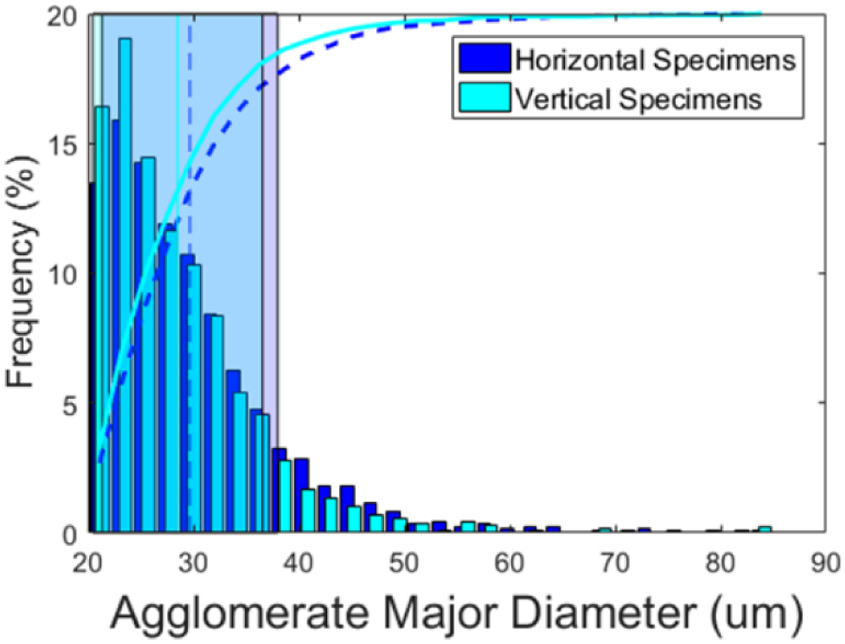 20
15
10
5
0
Frequency (%)
Horizontal Specimens
Vertical Specimens
20 30 40 50 60 70 80 90
Agglomerate Major Diameter (um)